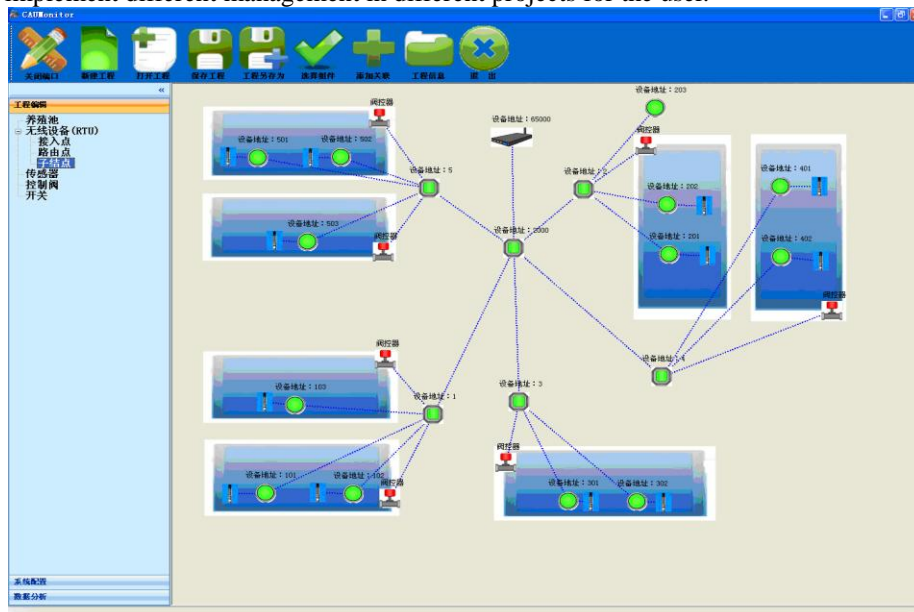 implement different management in different projects for the user.
CAUMonitor
关闭端口 新建工程 打开工程 保存工程 工程另存为 选择组件 添加关联 工程信息 退 出
«
工程编辑
养殖池
无线设备(RTU)
接入点
路由点
子结点
传感器
控制阀
开关
系统配置
数据分析
设备地址:203
阀控器
设备地址:65000
阀控器
设备地址:501
设备地址:502
设备地址:5
设备地址:2
设备地址:401
设备地址:202
设备地址:503
阀控器
设备地址:2000
设备地址:201
设备地址:402
阀控器
阀控器
设备地址:4
设备地址:103
设备地址:1
设备地址:3
阀控器
设备地址:101
设备地址:102
阀控器
设备地址:301
设备地址:302